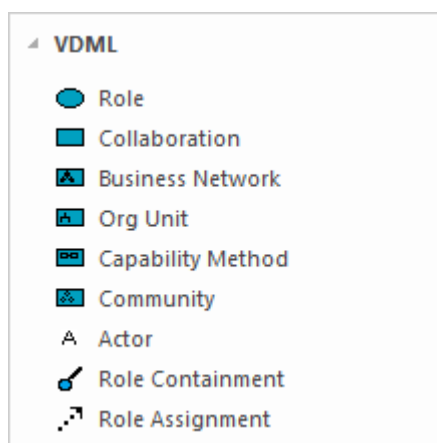 VDML
Role
Collaboration
Business Network
Org Unit
Capability Method
Community
Actor
Role Containment
Role Assignment